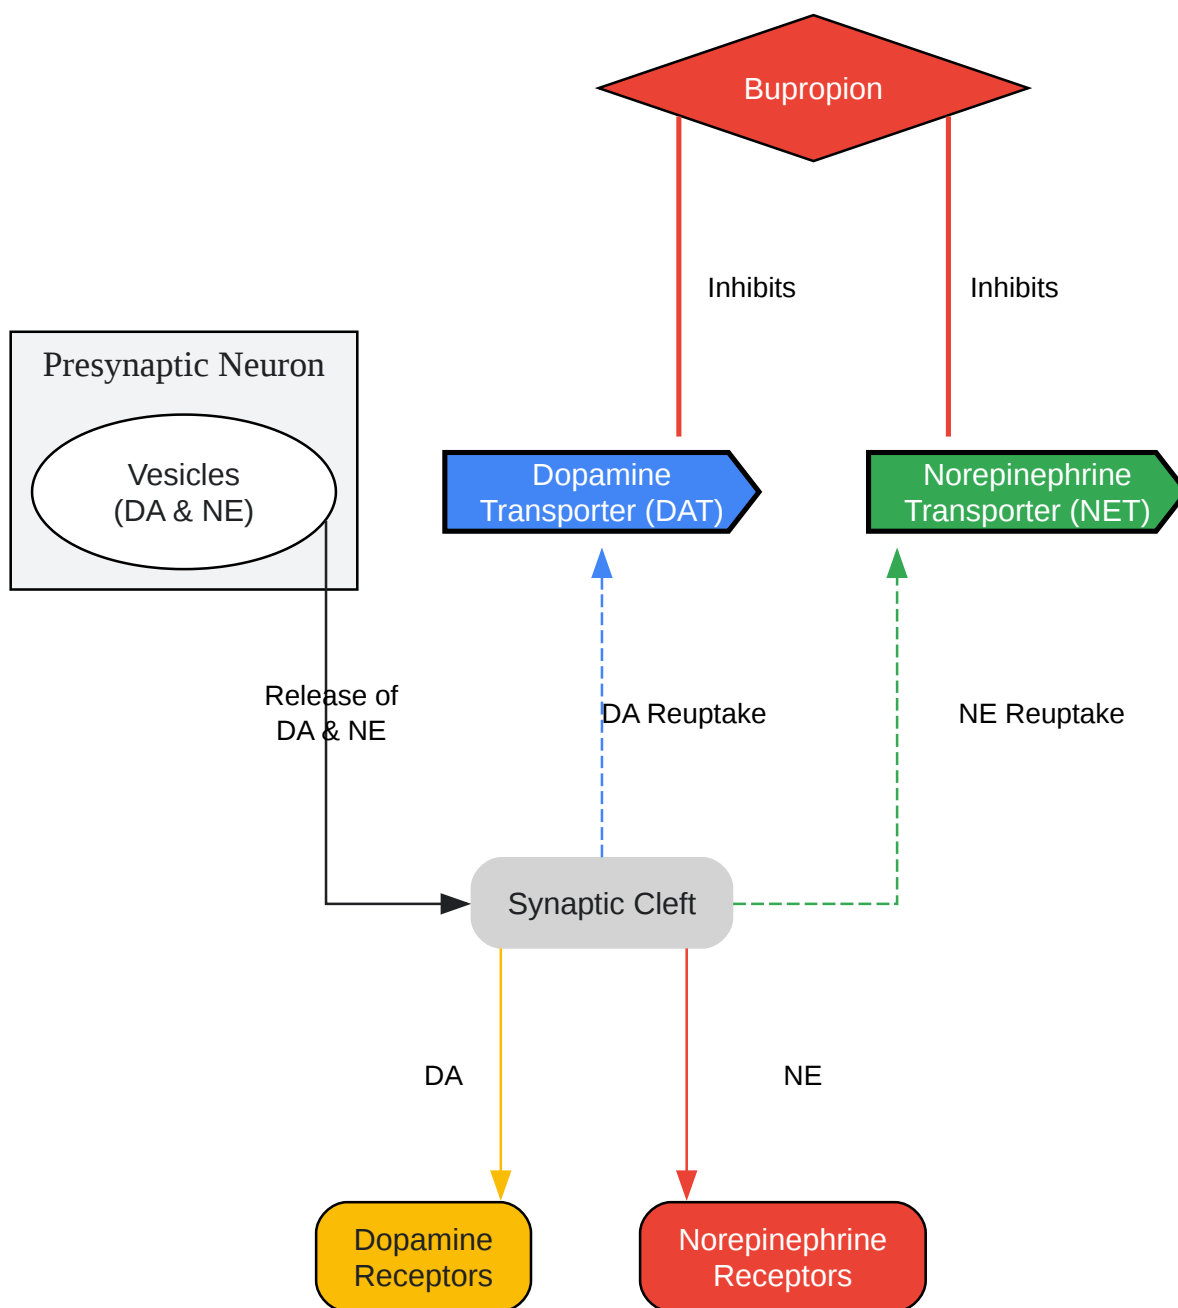 Bupropion
Inhibits
Inhibits
Presynaptic Neuron
Vesicles
(DA & NE)
Dopamine
Transporter (DAT)
Norepinephrine
Transporter (NET)
Release of
DA & NE
DA Reuptake
NE Reuptake
Synaptic Cleft
DA
NE
Dopamine
Receptors
Norepinephrine
Receptors